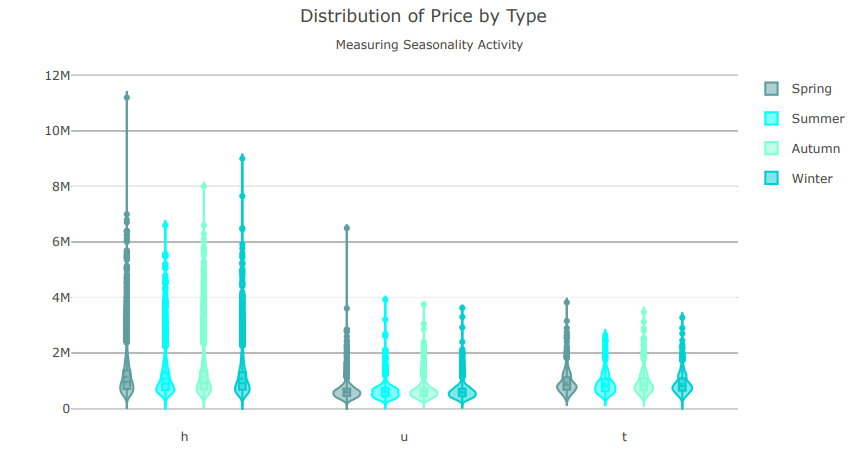 Distribution of Price by Type
Measuring Seasonality Activity
12M
10M
8M
6M
4M
2M
0
h
u
t
Spring
Summer
Autumn
Winter